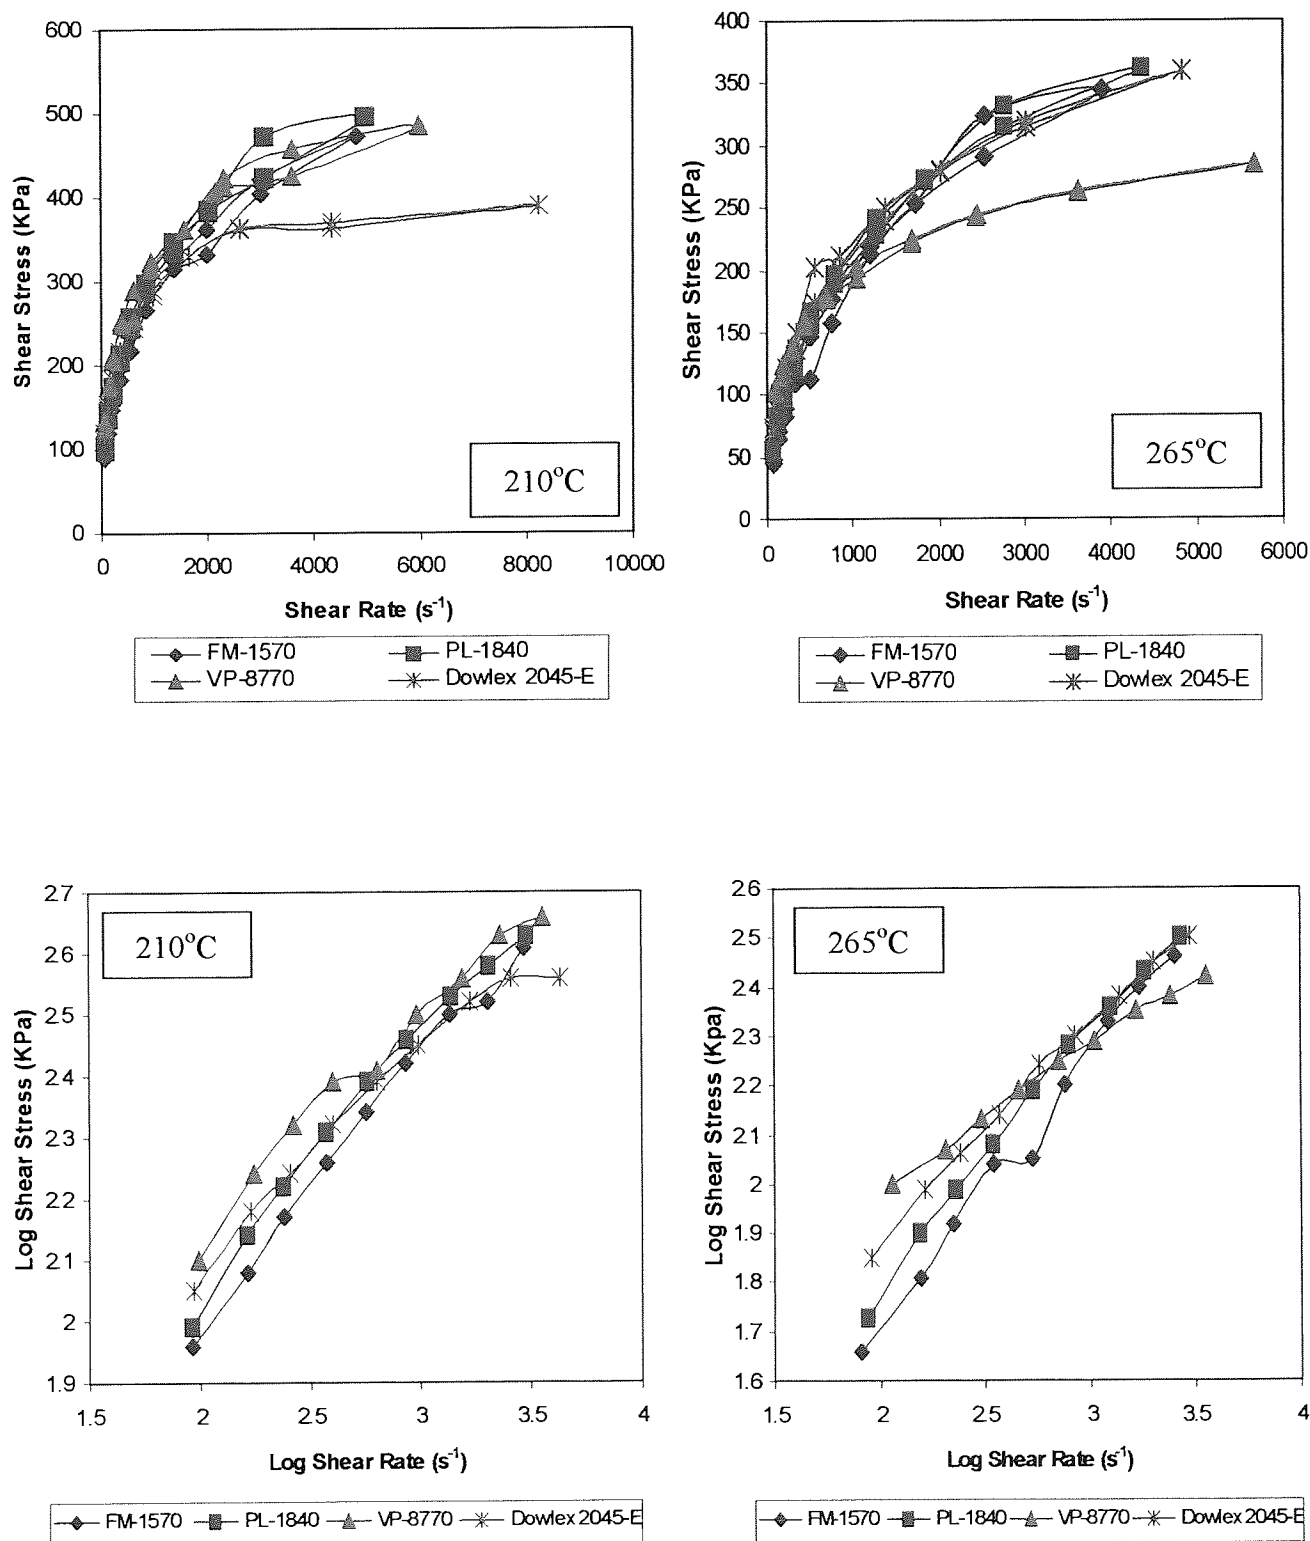 600
500
400
300
200
100
0
Shear Stress (KPa)
210°C
0 2000 4000 6000 8000 10000
Shear Rate (s-1)
FM-1570 PL-1840
VP-8770 Dowlex 2045-E
400
350
300
250
200
150
100
50
0
Shear Stress (KPa)
265°C
0 1000 2000 3000 4000 5000 6000
Shear Rate (s-1)
FM-1570 PL-1840
VP-8770 Dowlex 2045-E
2.7
2.6
2.5
2.4
2.3
2.2
2.1
2
1.9
Log Shear Stress (KPa)
210°C
1.5 2 2.5 3 3.5 4
Log Shear Rate (s-1)
FM-1570 PL-1840 VP-8770 Dowlex 2045-E
2.6
2.5
2.4
2.3
2.2
2.1
2
1.9
1.8
1.7
1.6
Log Shear Stress (Kpa)
265°C
1.5 2 2.5 3 3.5 4
Log Shear Rate (s-1)
FM-1570 PL-1840 VP-8770 Dowlex 2045-E